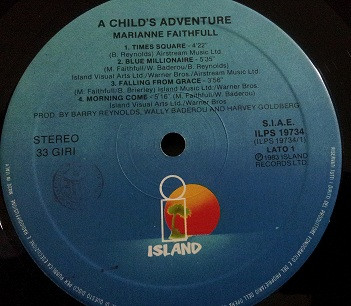 A CHILD'S ADVENTURE
MARIANNE FAITHFULL
1. TIMES SQUARE - 4'22"
(B. Reynolds) Airstream Music Ltd.
2. BLUE MILLIONAIRE - 5'35"
(M. Faithfull/W. Baderou/B. Reynolds)
Island Visual Arts Ltd./Warner Bros./Airstream Music Ltd.
3. FALLING FROM GRACE - 3'56"
(M. Faithfull/B. Brierley) Island Music Ltd./Warner Bros.
4. MORNING COME - 5'16" (M. Faithfull/W. Baderou)
Island Visual Arts Ltd./Warner Bros.
PROD. BY BARRY REYNOLDS, WALLY BADEROU AND HARVEY GOLDBERG
STEREO
33 GIRI
S.I.A.E.
ILPS 19734
(ILPS 19734/1)
LATO 1
℗ 1983 ISLAND
RECORDS LTD
ISLAND